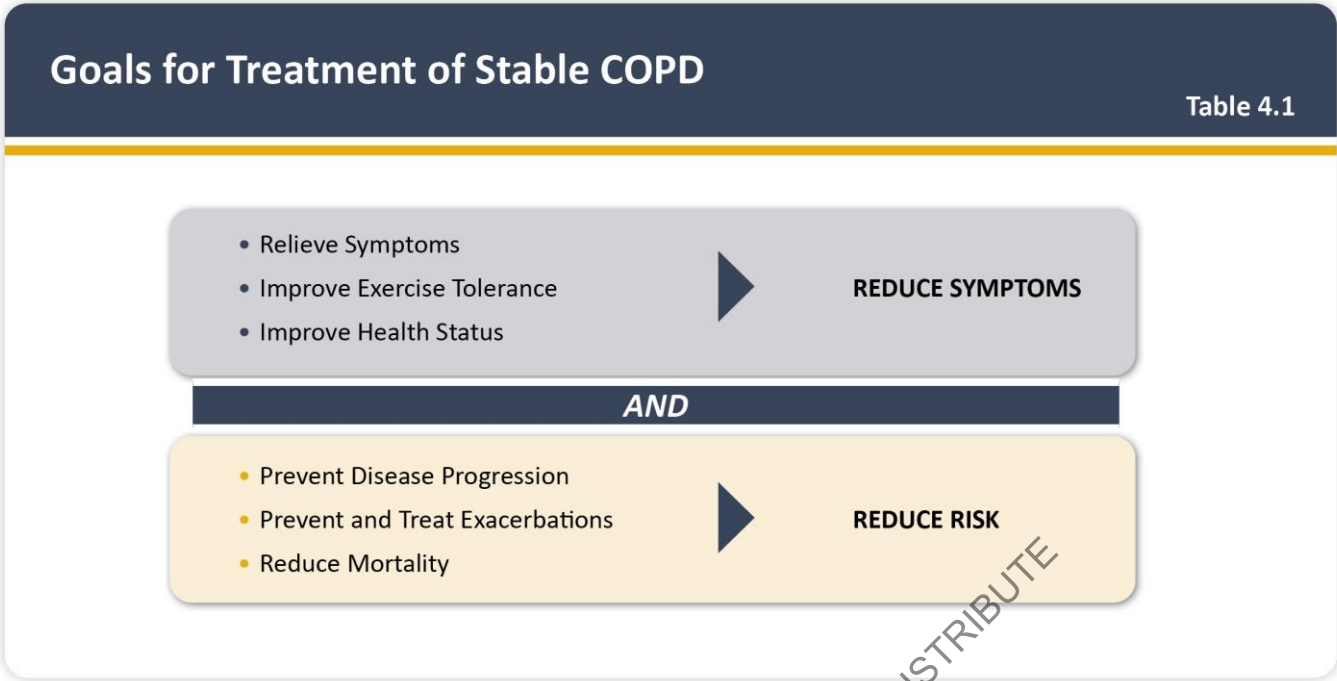 Goals for Treatment of Stable COPD
Table 4.1
• Relieve Symptoms
• Improve Exercise Tolerance
• Improve Health Status
REDUCE SYMPTOMS
AND
• Prevent Disease Progression
• Prevent and Treat Exacerbations
• Reduce Mortality
REDUCE RISK